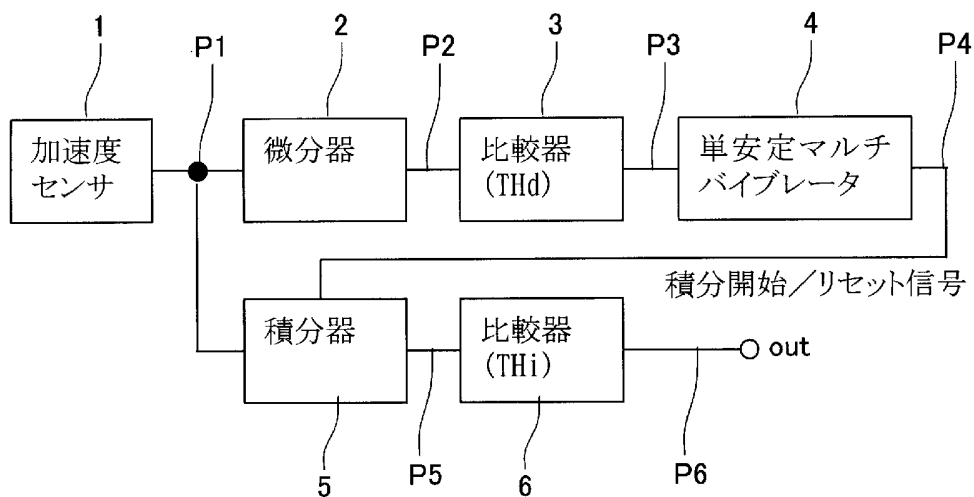 1
P1
2
P2
3
P3
4
P4
加速度
センサ
微分器
比較器
(THd)
単安定マルチ
バイブレータ
積分開始／リセット信号
積分器
比較器
(THi)
out
5
P5
6
P6